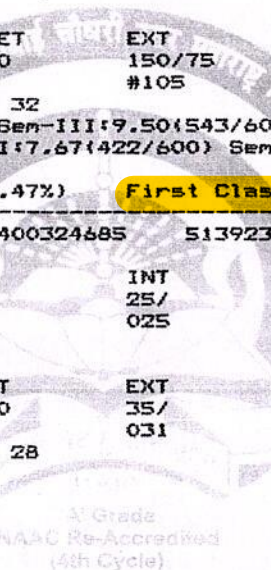 ET EXT
0 150/75
#105
32
Sem-III:9.50(543/60
I:7.67(422/600) Sem
.47%) First Clas
400324685 513923
INT
25/
025
T EXT
0 35/
031
28
A' Grade
NAAC Re-Accredited
(4th Cycle)